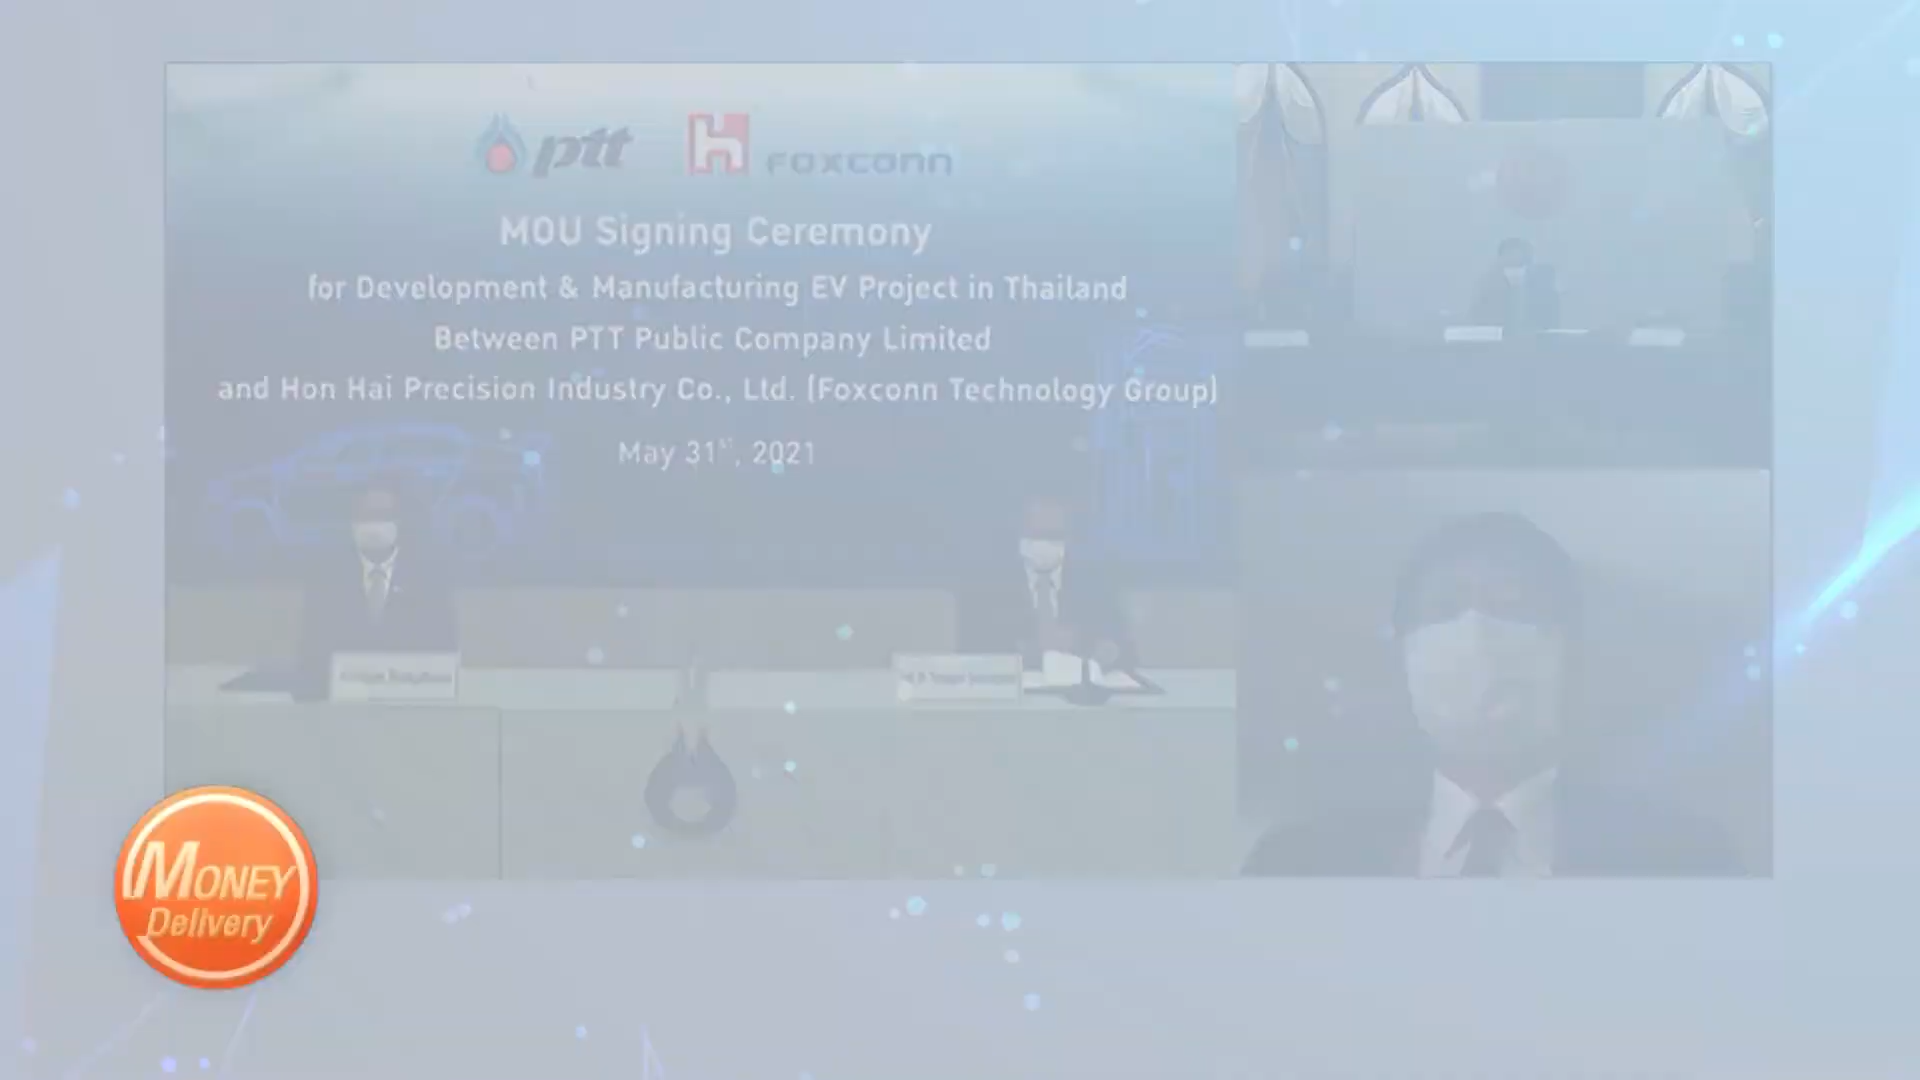 ptt
FOXCONN
MOU Signing Ceremony
for Development & Manufacturing EV Project in Thailand
Between PTT Public Company Limited
and Hon Hai Precision Industry Co., Ltd. (Foxconn Technology Group)
May 31st, 2021
MONEY
Delivery